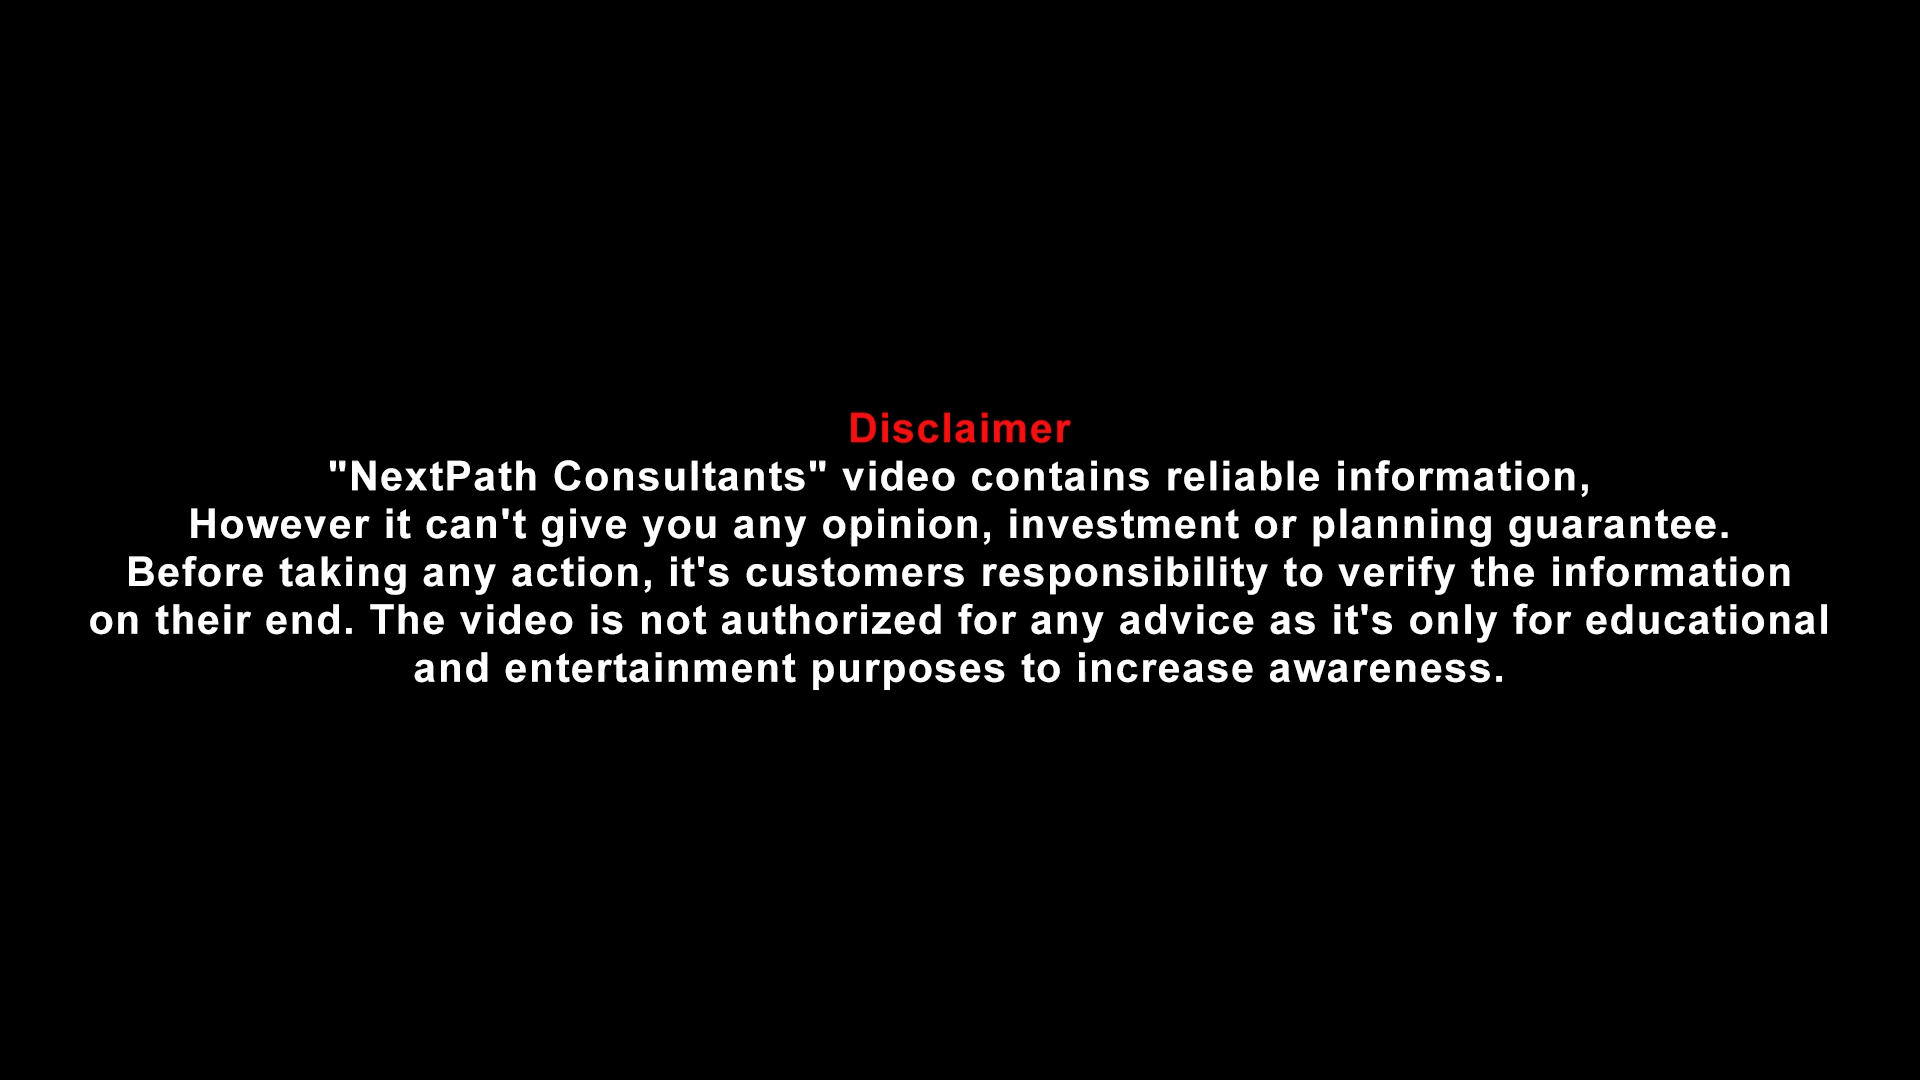 Disclaimer
"NextPath Consultants" video contains reliable information,
However it can't give you any opinion, investment or planning guarantee.
Before taking any action, it's customers responsibility to verify the information
on their end. The video is not authorized for any advice as it's only for educational
and entertainment purposes to increase awareness.